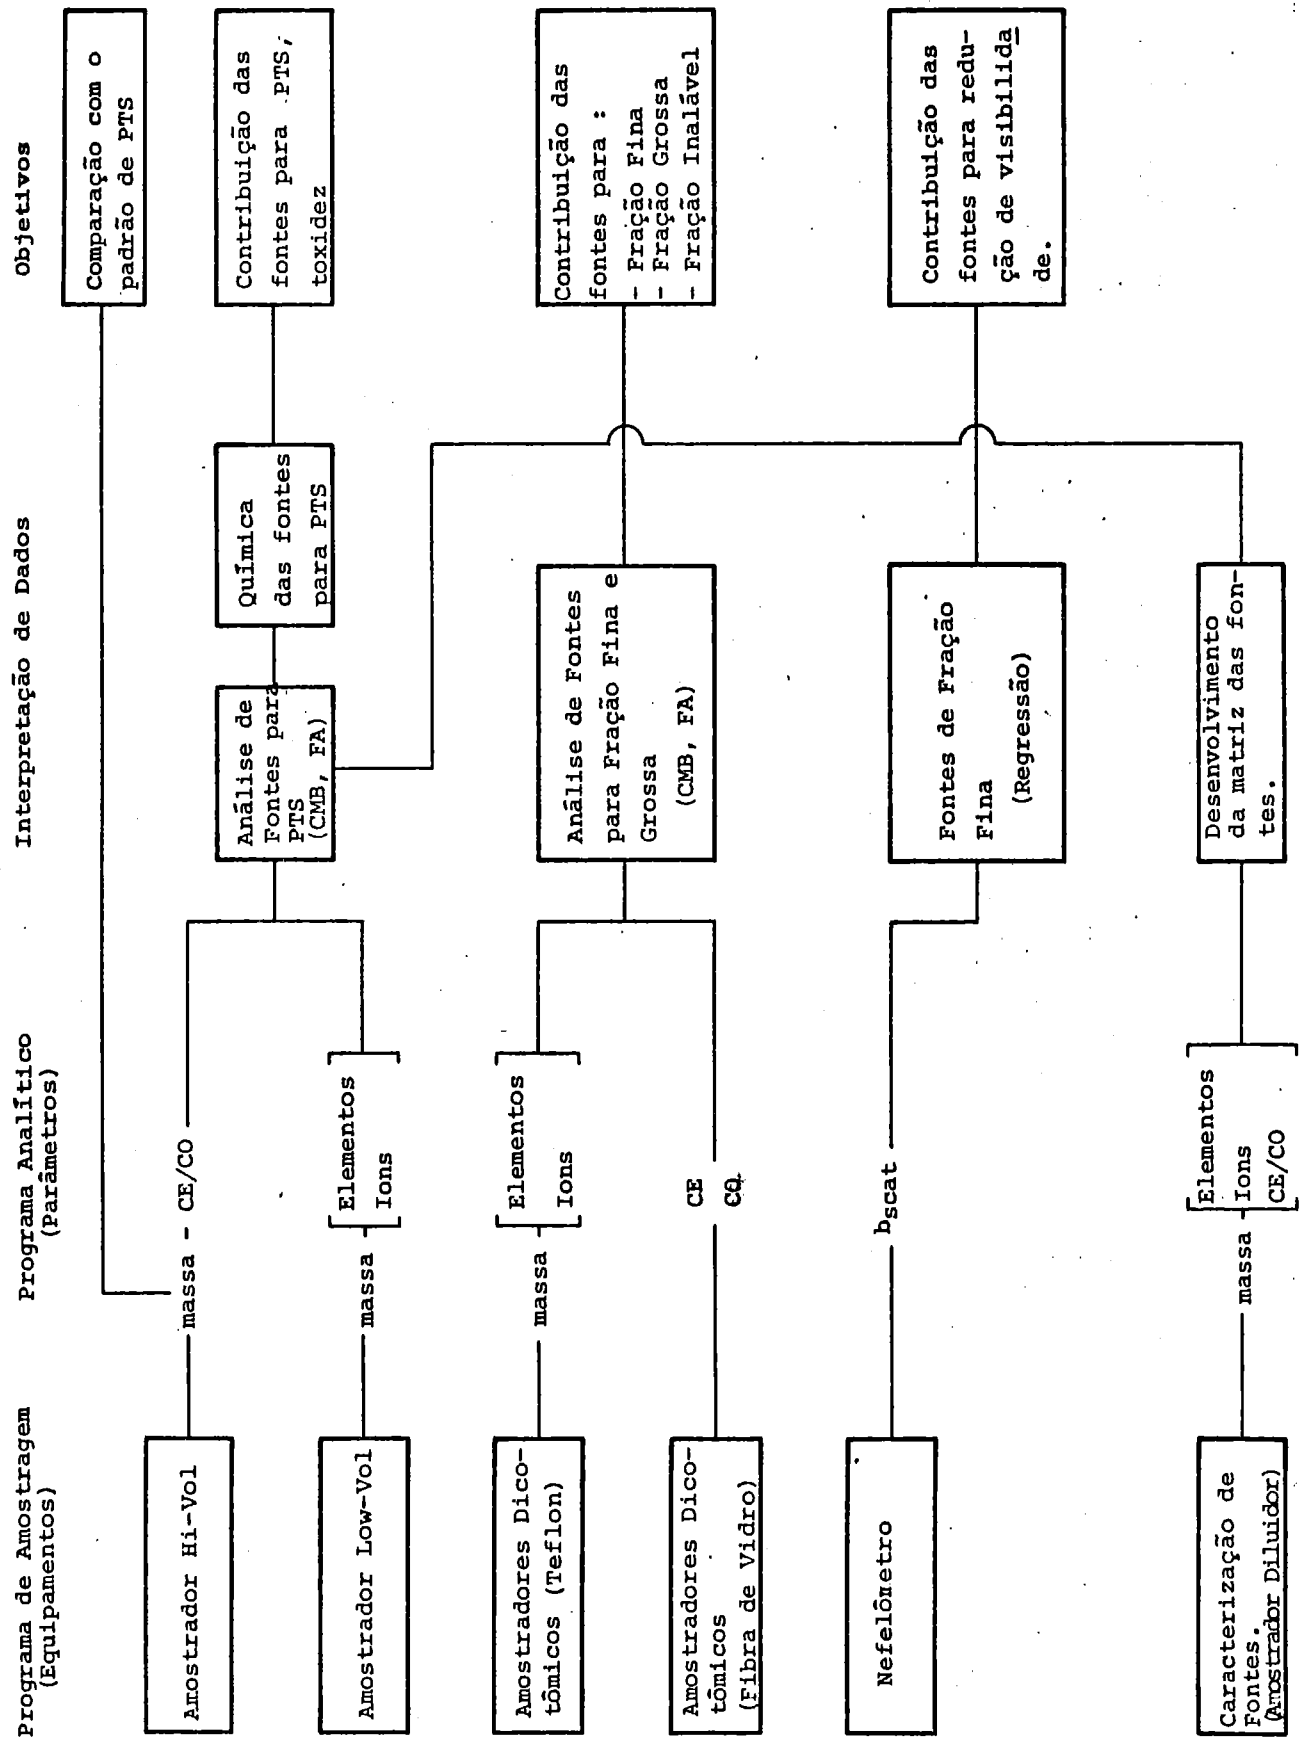 Programa de Amostragem
(Equipamentos)
Programa Analítico
(Parâmetros)
Interpretação de Dados
Objetivos
Amostrador Hi-Vol
massa - CE/CO
Comparação com o
padrão de PTS
Amostrador Low-Vol
massa -
Elementos
Ions
Análise de
Fontes para
PTS
(CMB, FA)
Química
das fontes
para PTS
Contribuição das
fontes para PTS,
toxidez
Amostradores Dico-
tômicos (Teflon)
massa -
Elementos
Ions
Amostradores Dico-
tômicos
(Fibra de Vidro)
CE
CO
Análise de Fontes
para Fração Fina e
Grossa
(CMB, FA)
Contribuição das
fontes para :
- Fração Fina
- Fração Grossa
- Fração Inalável
Nefelômetro
bscat
Fontes de Fração
Fina
(Regressão)
Contribuição das
fontes para redu-
ção de visibilida
de.
Caracterização de
Fontes.
(Amostrador Diluidor)
massa -
Elementos
Ions
CE/CO
Desenvolvimento
da matriz das fon-
tes.